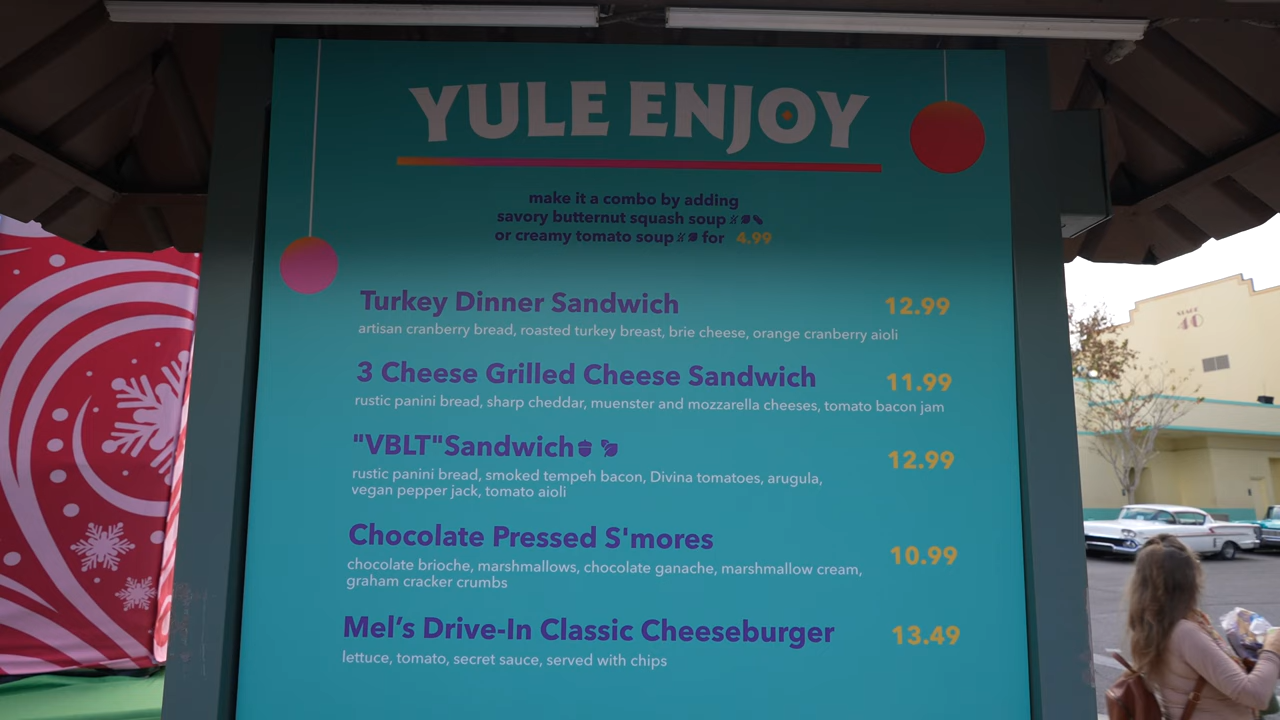 YULE ENJOY
make it a combo by adding
savory butternut squash soup
or creamy tomato soup for 4.99
Turkey Dinner Sandwich 12.99
artisan cranberry bread, roasted turkey breast, brie cheese, orange cranberry aioli
3 Cheese Grilled Cheese Sandwich 11.99
rustic panini bread, sharp cheddar, muenster and mozzarella cheeses, tomato bacon jam
"VBLT"Sandwich 12.99
rustic panini bread, smoked tempeh bacon, Divina tomatoes, arugula,
vegan pepper jack, tomato aioli
Chocolate Pressed S'mores 10.99
chocolate brioche, marshmallows, chocolate ganache, marshmallow cream,
graham cracker crumbs
Mel's Drive-In Classic Cheeseburger 13.49
lettuce, tomato, secret sauce, served with chips
STAGE
40